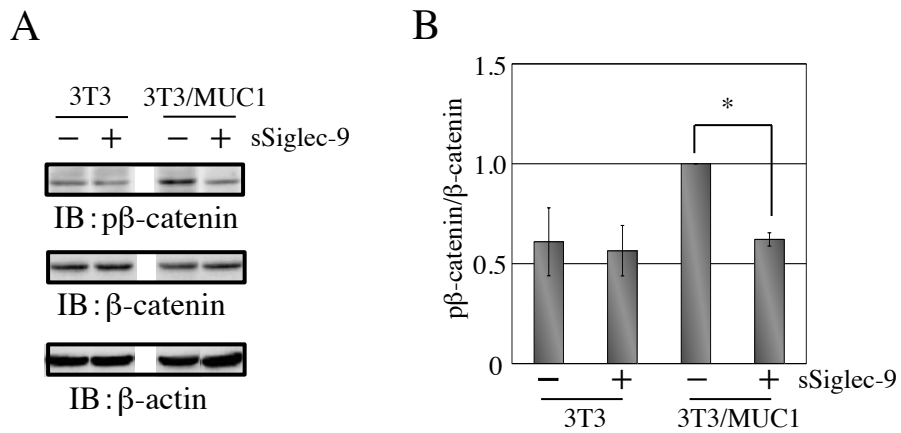 A
3T3 3T3/MUC1
− + − + sSiglec-9
IB:pβ-catenin
IB:β-catenin
IB:β-actin
B
pβ-catenin/β-catenin
1.5
1.0
0.5
0
*
− + − + sSiglec-9
3T3 3T3/MUC1